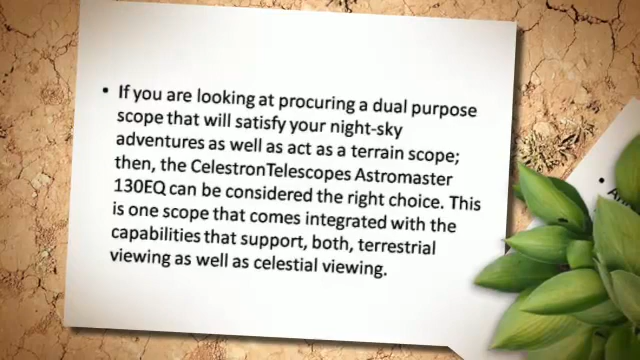 • If you are looking at procuring a dual purpose
scope that will satisfy your night-sky
adventures as well as act as a terrain scope;
then, the CelestronTelescopes Astromaster
130EQ can be considered the right choice. This
is one scope that comes integrated with the
capabilities that support, both, terrestrial
viewing as well as celestial viewing.